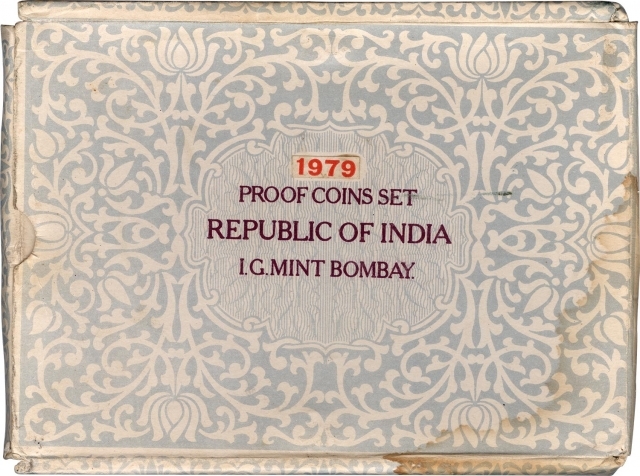 1979
PROOF COINS SET
REPUBLIC OF INDIA
I.G.MINT BOMBAY.